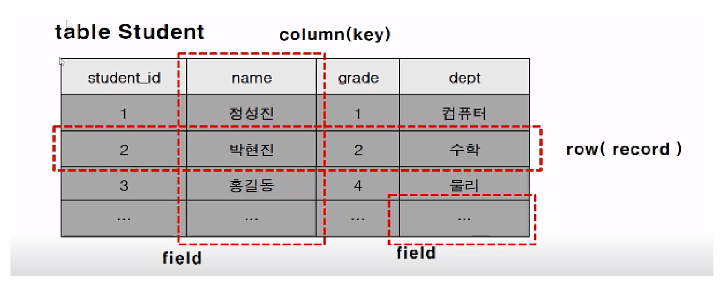 table Student
column(key)
student_id name grade dept
1 정성진 1 컴퓨터
2 박현진 2 수학
row( record )
3 홍길동 4 물리
... ... ... ...
field
field